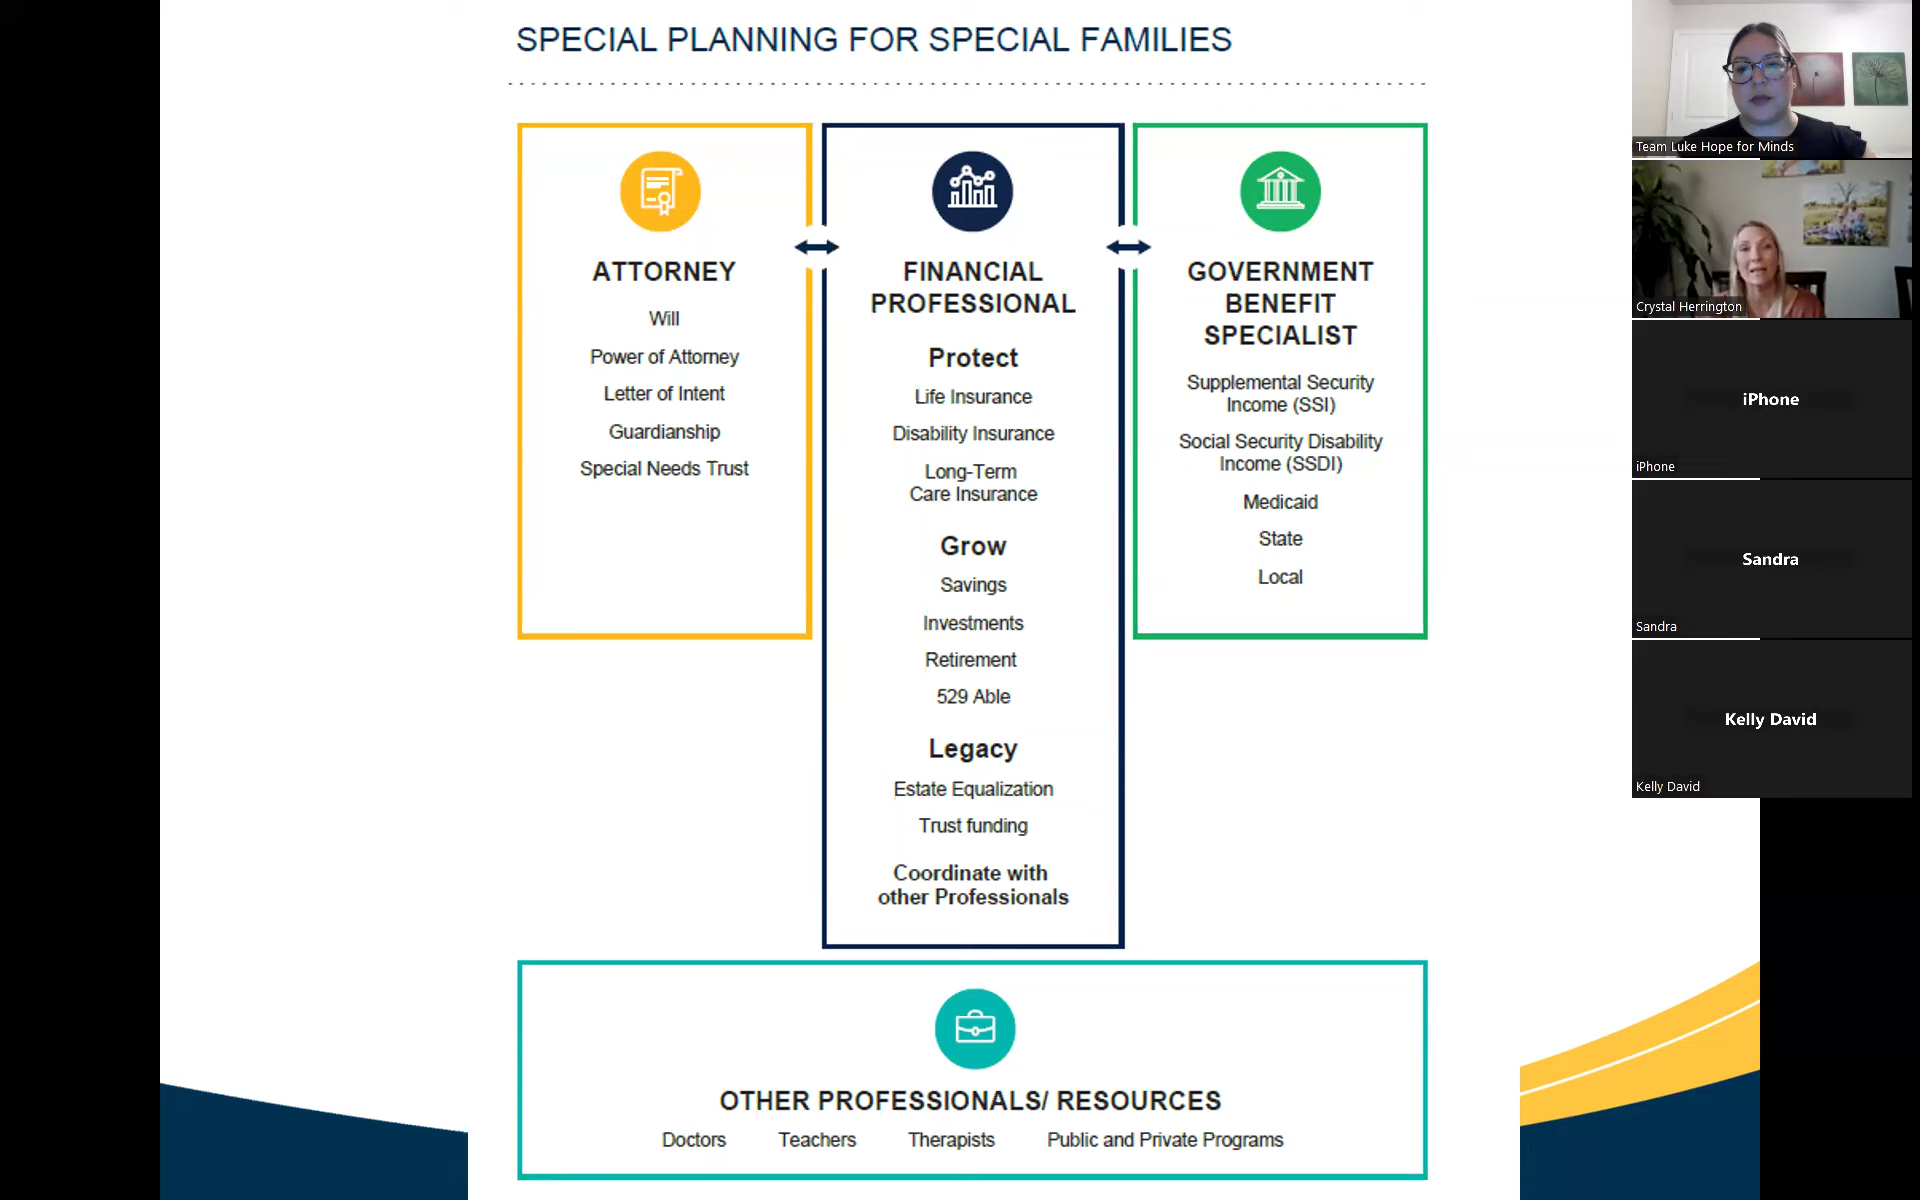 SPECIAL PLANNING FOR SPECIAL FAMILIES
ATTORNEY
Will
Power of Attorney
Letter of Intent
Guardianship
Special Needs Trust
FINANCIAL
PROFESSIONAL
Protect
Life Insurance
Disability Insurance
Long-Term
Care Insurance
Grow
Savings
Investments
Retirement
529 Able
Legacy
Estate Equalization
Trust funding
Coordinate with
other Professionals
GOVERNMENT
BENEFIT
SPECIALIST
Supplemental Security
Income (SSI)
Social Security Disability
Income (SSDI)
Medicaid
State
Local
OTHER PROFESSIONALS/ RESOURCES
Doctors Teachers Therapists Public and Private Programs
Team Luke Hope for Minds
Crystal Herrington
iPhone
iPhone
Sandra
Sandra
Kelly David
Kelly David